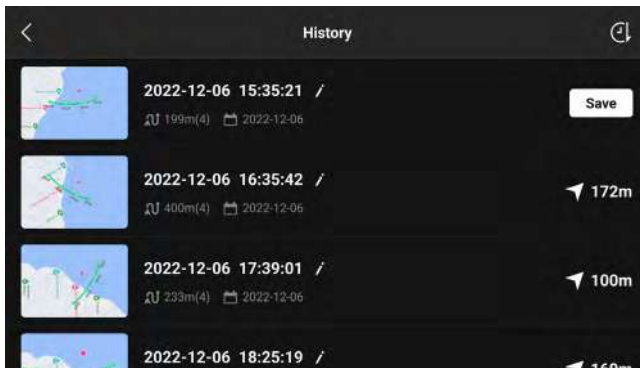 History
2022-12-06 15:35:21
199m(4) 2022-12-06
Save
2022-12-06 16:35:42
400m(4) 2022-12-06
172m
2022-12-06 17:39:01
233m(4) 2022-12-06
100m
2022-12-06 18:25:19